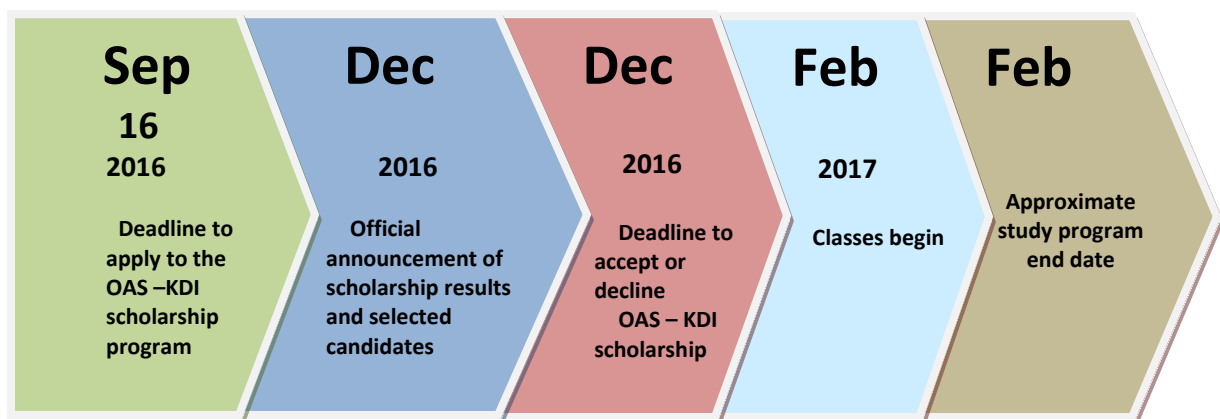 Sep
16
2016
Deadline to
apply to the
OAS –KDI
scholarship
program
Dec
2016
Official
announcement of
scholarship results
and selected
candidates
Dec
2016
Deadline to
accept or
decline
OAS – KDI
scholarship
Feb
2017
Classes begin
Feb
Approximate
study program
end date